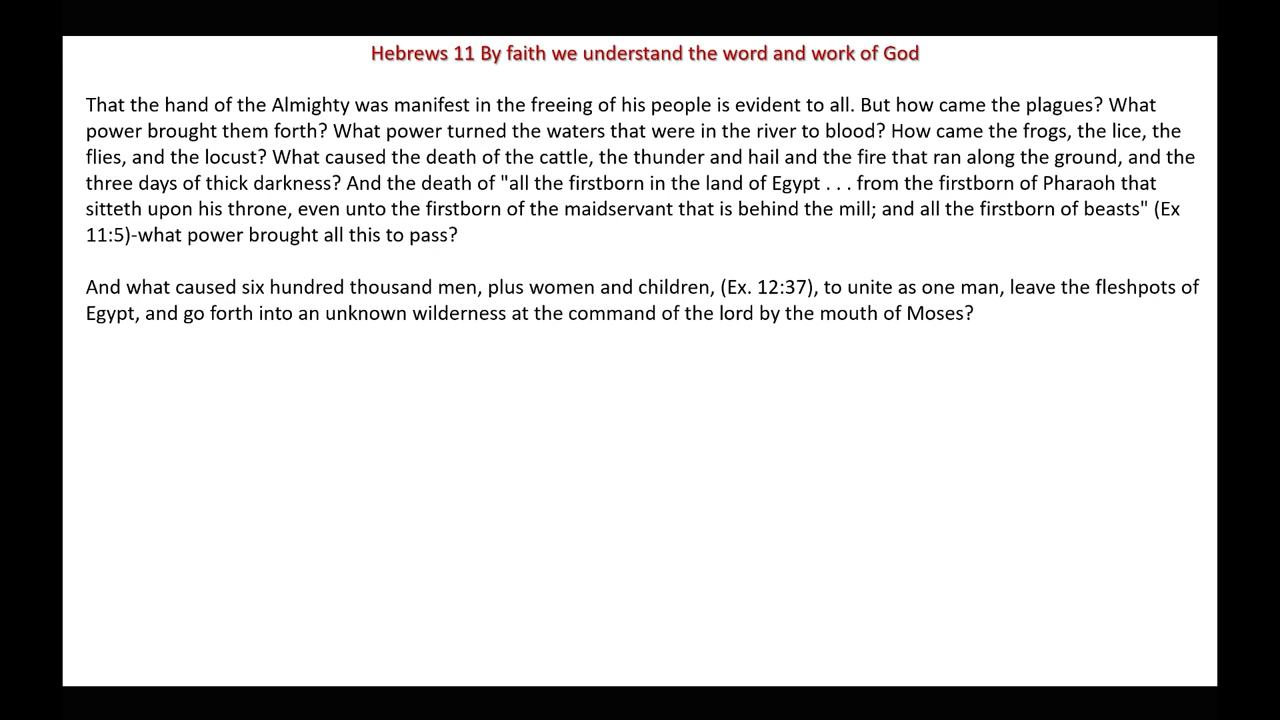 Hebrews 11 By faith we understand the word and work of God
That the hand of the Almighty was manifest in the freeing of his people is evident to all. But how came the plagues? What
power brought them forth? What power turned the waters that were in the river to blood? How came the frogs, the lice, the
flies, and the locust? What caused the death of the cattle, the thunder and hail and the fire that ran along the ground, and the
three days of thick darkness? And the death of "all the firstborn in the land of Egypt . . . from the firstborn of Pharaoh that
sitteth upon his throne, even unto the firstborn of the maidservant that is behind the mill; and all the firstborn of beasts" (Ex
11:5)-what power brought all this to pass?
And what caused six hundred thousand men, plus women and children, (Ex. 12:37), to unite as one man, leave the fleshpots of
Egypt, and go forth into an unknown wilderness at the command of the lord by the mouth of Moses?